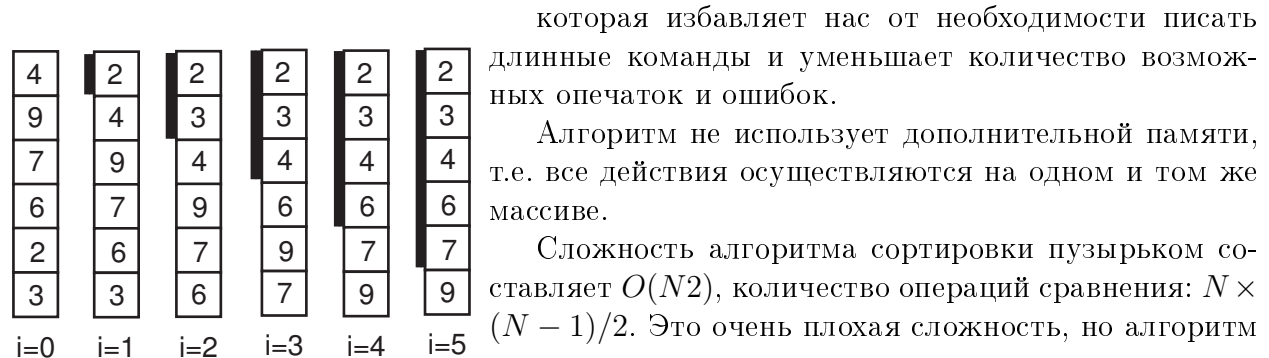 которая избавляет нас от необходимости писать
длинные команды и уменьшает количество возмож-
ных опечаток и ошибок.
Алгоритм не использует дополнительной памяти,
т.е. все действия осуществляются на одном и том же
массиве.
Сложность алгоритма сортировки пузырьком со-
ставляет O(N2), количество операций сравнения: N ×
(N − 1)/2. Это очень плохая сложность, но алгоритм
4 2 2 2 2 2
9 4 3 3 3 3
7 9 4 4 4 4
6 7 9 6 6 6
2 6 7 9 7 7
3 3 6 7 9 9
i=0 i=1 i=2 i=3 i=4 i=5